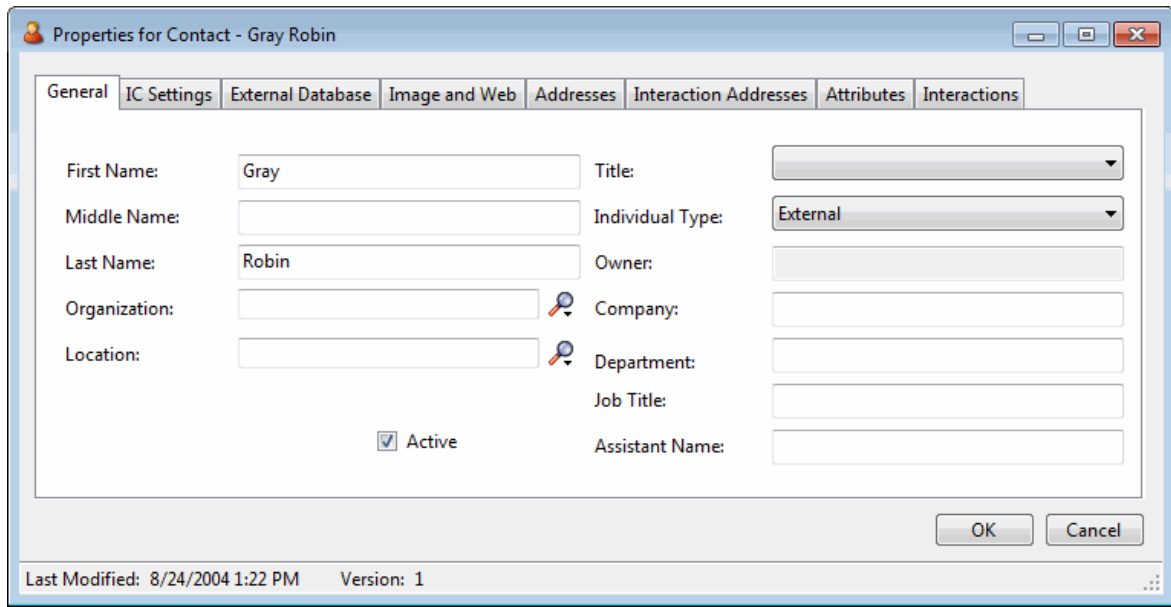 Properties for Contact - Gray Robin
General IC Settings External Database Image and Web Addresses Interaction Addresses Attributes Interactions
First Name: Gray Title:
Middle Name: Individual Type: External
Last Name: Robin Owner:
Organization: Company:
Location: Department:
Job Title:
Active Assistant Name:
OK Cancel
Last Modified: 8/24/2004 1:22 PM Version: 1